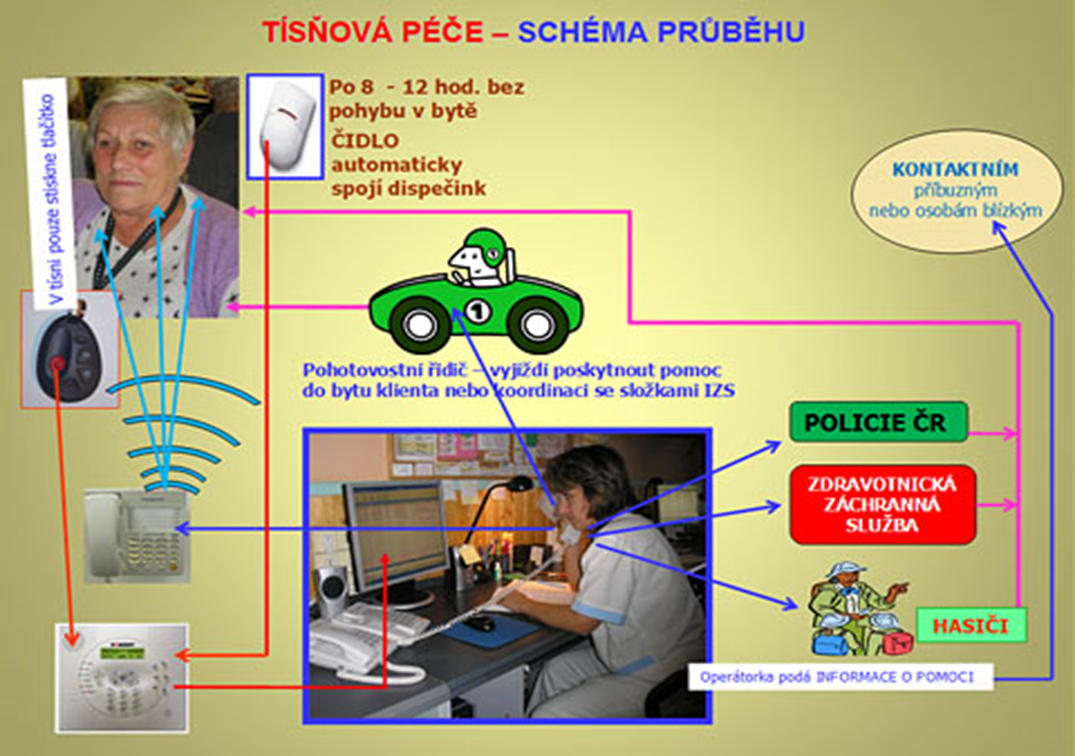 TÍSŇOVÁ PÉČE – SCHÉMA PRŮBĚHU
V tísni pouze stiskne tlačítko
Po 8 - 12 hod. bez
pohybu v bytě
ČIDLO
automaticky
spojí dispečink
KONTAKTNÍM
příbuzným
nebo osobám blízkým
1
1
Pohotovostní řidič – vyjíždí poskytnout pomoc
do bytu klienta nebo koordinaci se složkami IZS
POLICIE ČR
ZDRAVOTNICKÁ
ZÁCHRANNÁ
SLUŽBA
HASIČI
Operátorka podá INFORMACE O POMOCI